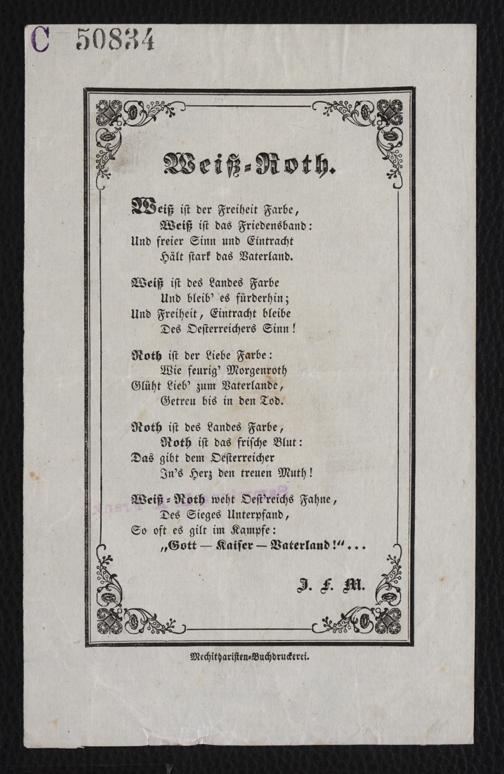 C 50834
Weiß-Roth.
Weiß ist der Freiheit Farbe,
Weiß ist das Friedensband:
Und freier Sinn und Eintracht
Hält stark das Vaterland.
Weiß ist des Landes Farbe
Und bleib' es fürderhin;
Und Freiheit, Eintracht bleibe
Des Oesterreichers Sinn!
Roth ist der Liebe Farbe:
Wie feurig' Morgenroth
Glüht Lieb' zum Vaterlande,
Getreu bis in den Tod.
Roth ist des Landes Farbe,
Roth ist das frische Blut:
Das gibt dem Oesterreicher
In's Herz den treuen Muth!
Weiß-Roth weht Oest'reichs Fahne,
Des Sieges Unterpfand,
So oft es gilt im Kampfe:
„Gott — Kaiser — Vaterland!"...
J. F. M.
Mechitharisten-Buchdruckerei.